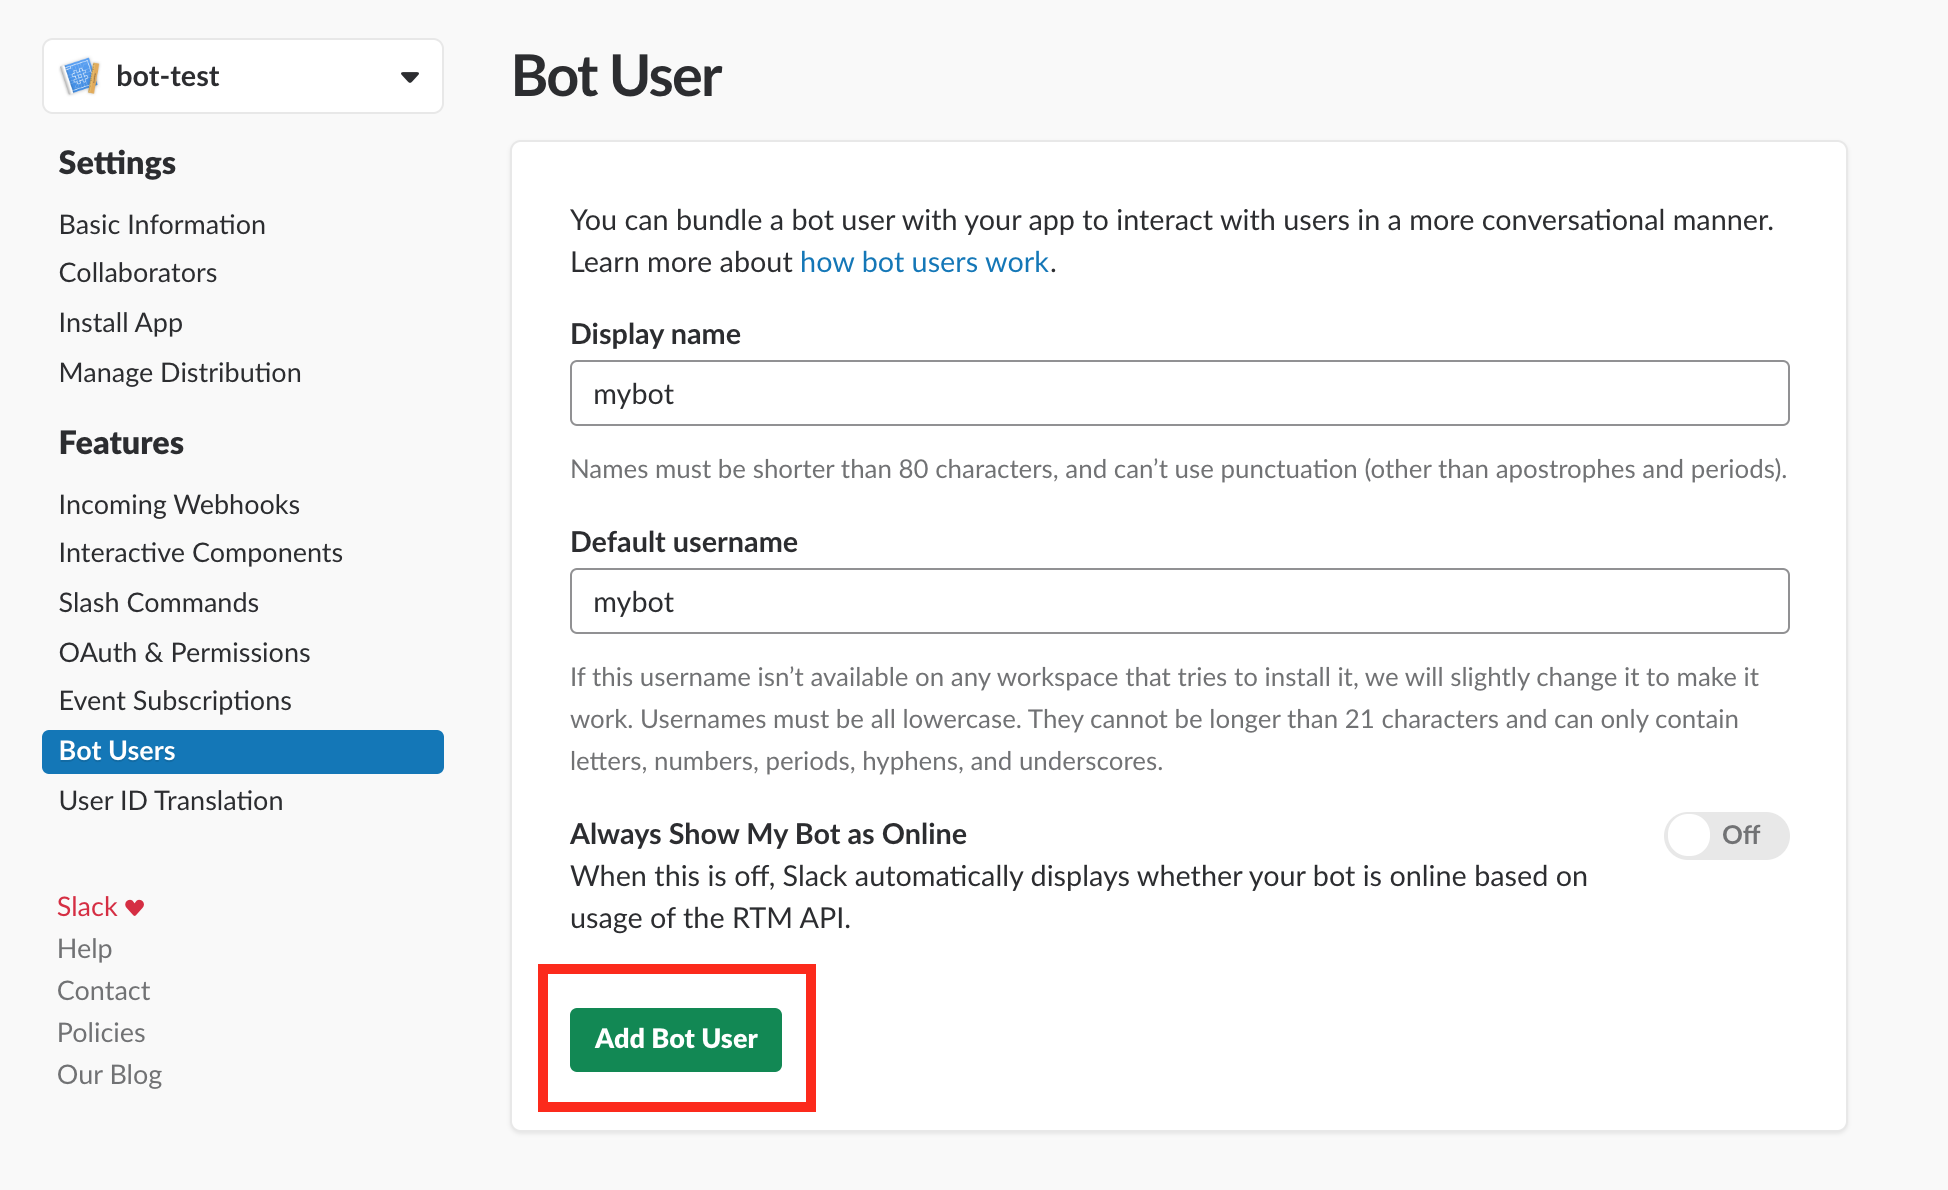 bot-test
Settings
Basic Information
Collaborators
Install App
Manage Distribution
Features
Incoming Webhooks
Interactive Components
Slash Commands
OAuth & Permissions
Event Subscriptions
Bot Users
User ID Translation
Slack ❤
Help
Contact
Policies
Our Blog
Bot User
You can bundle a bot user with your app to interact with users in a more conversational manner.
Learn more about how bot users work.
Display name
mybot
Names must be shorter than 80 characters, and can’t use punctuation (other than apostrophes and periods).
Default username
mybot
If this username isn’t available on any workspace that tries to install it, we will slightly change it to make it
work. Usernames must be all lowercase. They cannot be longer than 21 characters and can only contain
letters, numbers, periods, hyphens, and underscores.
Always Show My Bot as Online
Off
When this is off, Slack automatically displays whether your bot is online based on
usage of the RTM API.
Add Bot User